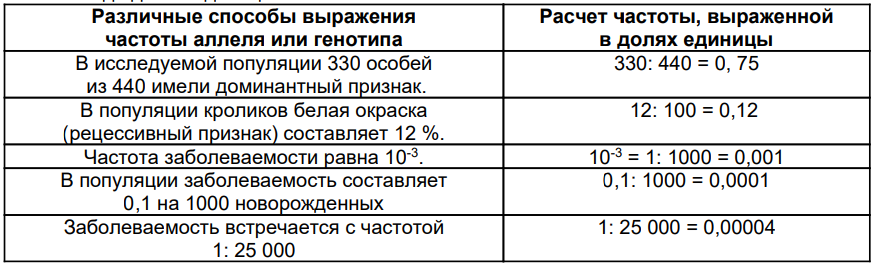 Различные способы выражения
частоты аллеля или генотипа
Расчет частоты, выраженной
в долях единицы
В исследуемой популяции 330 особей
из 440 имели доминантный признак.
330: 440 = 0, 75
В популяции кроликов белая окраска
(рецессивный признак) составляет 12 %.
12: 100 = 0,12
Частота заболеваемости равна 10⁻³.
10⁻³ = 1: 1000 = 0,001
В популяции заболеваемость составляет
0,1 на 1000 новорожденных
0,1: 1000 = 0,0001
Заболеваемость встречается с частотой
1: 25 000
1: 25 000 = 0,00004